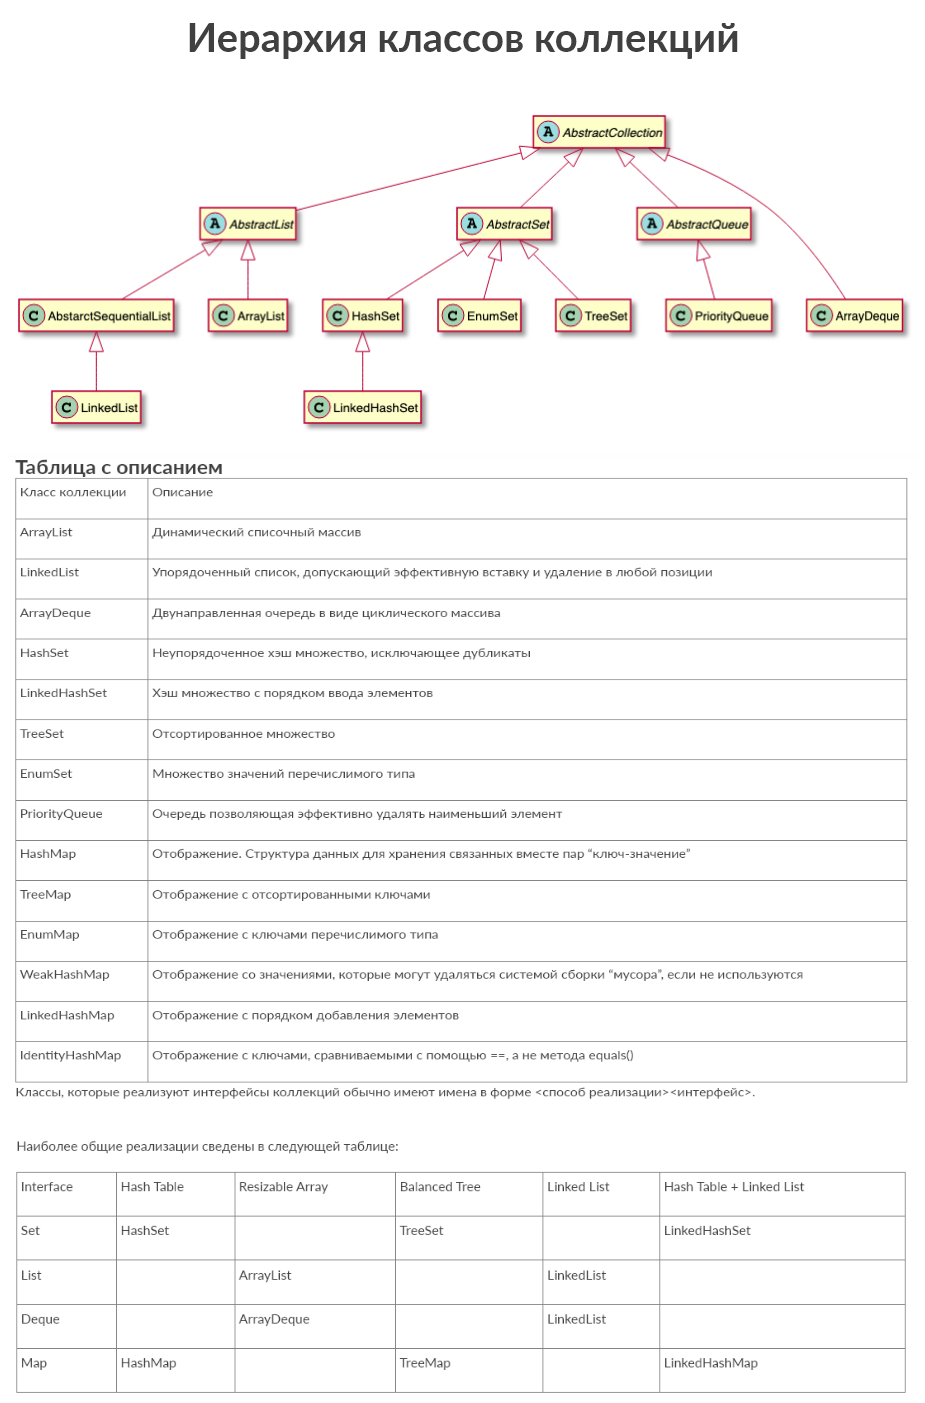 Иерархия классов коллекций
A AbstractCollection
A AbstractList
A AbstractSet
A AbstractQueue
C AbstarctSequentialList
C ArrayList
C HashSet
C EnumSet
C TreeSet
C PriorityQueue
C ArrayDeque
C LinkedList
C LinkedHashSet
Таблица с описанием
Класс коллекции Описание
ArrayList Динамический списочный массив
LinkedList Упорядоченный список, допускающий эффективную вставку и удаление в любой позиции
ArrayDeque Двунаправленная очередь в виде циклического массива
HashSet Неупорядоченное хэш множество, исключающее дубликаты
LinkedHashSet Хэш множество с порядком ввода элементов
TreeSet Отсортированное множество
EnumSet Множество значений перечислимого типа
PriorityQueue Очередь позволяющая эффективно удалять наименьший элемент
HashMap Отображение. Структура данных для хранения связанных вместе пар “ключ-значение”
TreeMap Отображение с отсортированными ключами
EnumMap Отображение с ключами перечислимого типа
WeakHashMap Отображение со значениями, которые могут удаляться системой сборки “мусора”, если не используются
LinkedHashMap Отображение с порядком добавления элементов
IdentityHashMap Отображение с ключами, сравниваемыми с помощью ==, а не метода equals()
Классы, которые реализуют интерфейсы коллекций обычно имеют имена в форме <способ реализации><интерфейс>.
Наиболее общие реализации сведены в следующей таблице:
Interface Hash Table Resizable Array Balanced Tree Linked List Hash Table + Linked List
Set HashSet TreeSet LinkedHashSet
List ArrayList LinkedList
Deque ArrayDeque LinkedList
Map HashMap TreeMap LinkedHashMap